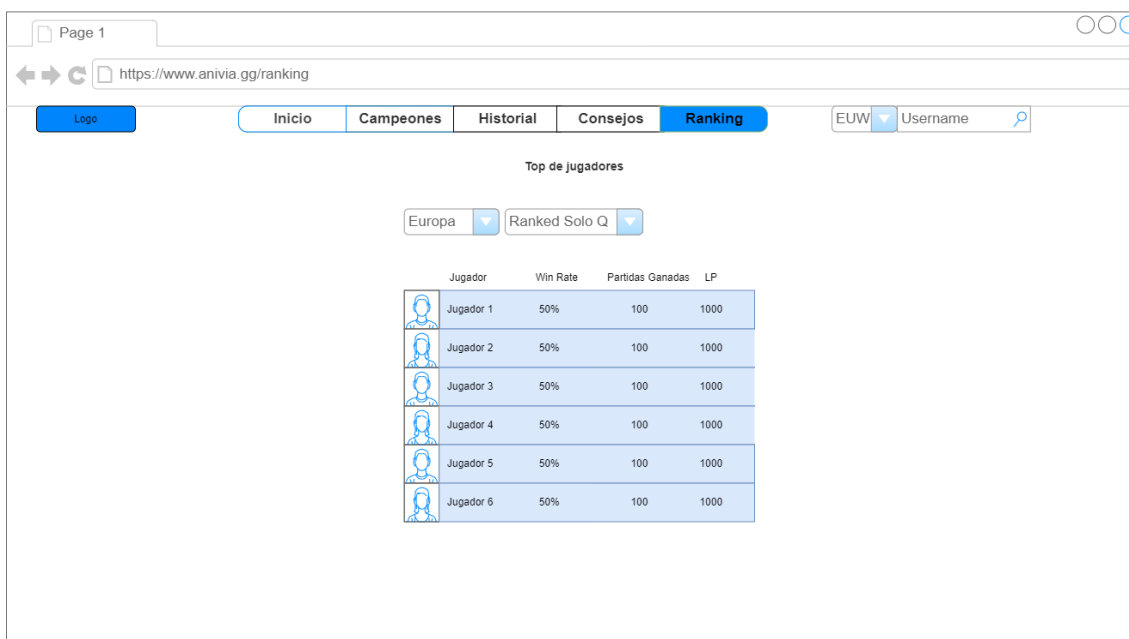 Page 1
https://www.anivia.gg/ranking
Logo Inicio Campeones Historial Consejos Ranking EUW Username
Top de jugadores
Europa Ranked Solo Q
Jugador Win Rate Partidas Ganadas LP
Jugador 1 50% 100 1000
Jugador 2 50% 100 1000
Jugador 3 50% 100 1000
Jugador 4 50% 100 1000
Jugador 5 50% 100 1000
Jugador 6 50% 100 1000